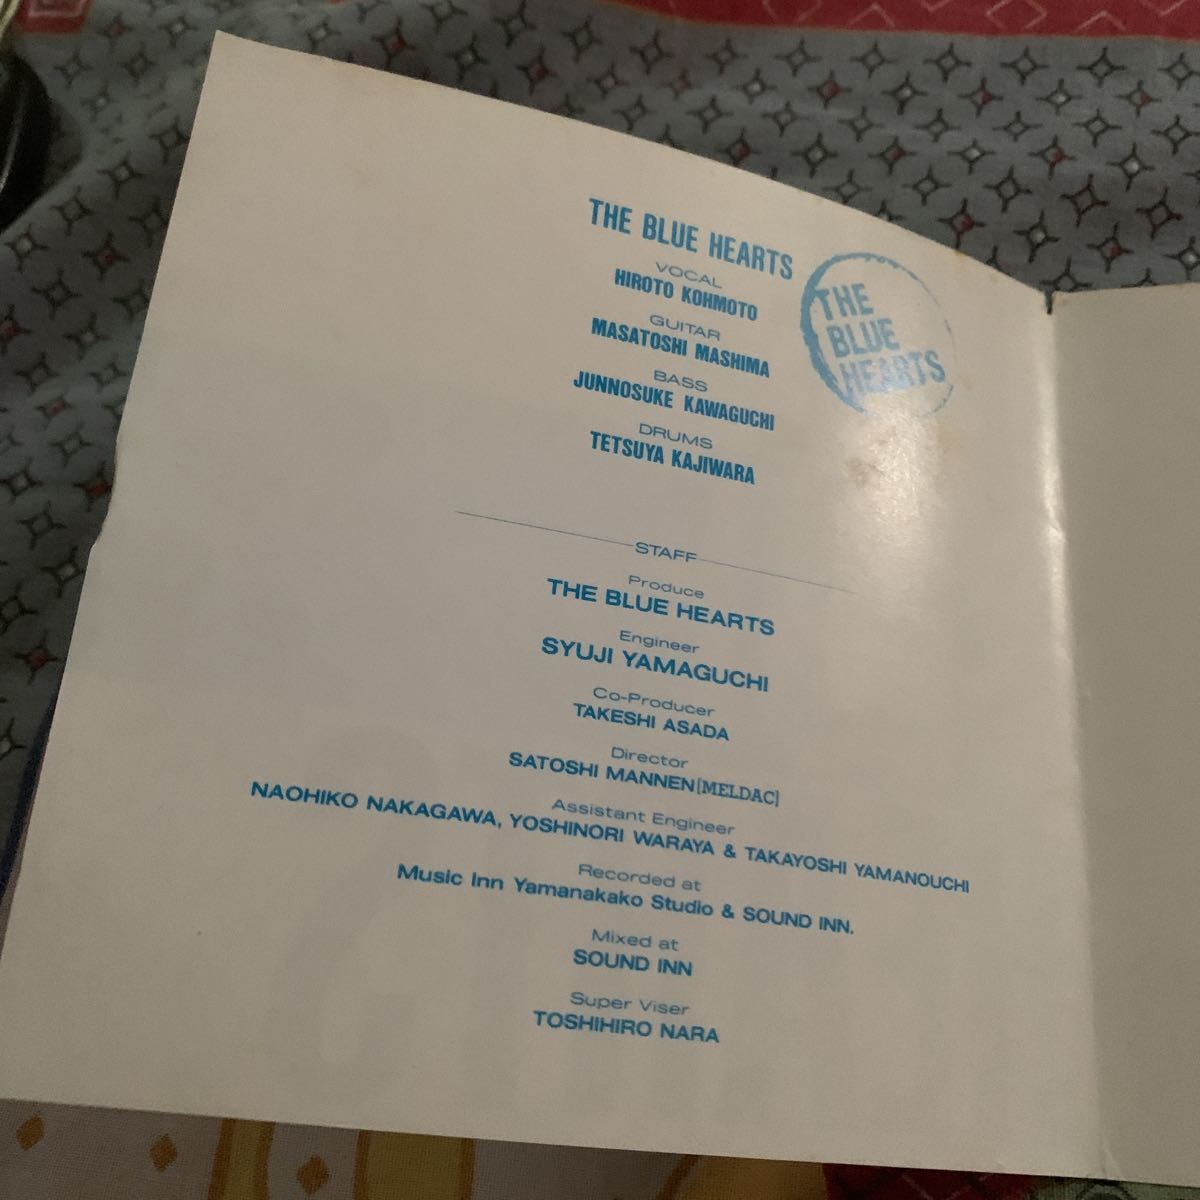 THE BLUE HEARTS
VOCAL
HIROTO KOHMOTO
GUITAR
MASATOSHI MASHIMA
BASS
JUNNOSUKE KAWAGUCHI
DRUMS
TETSUYA KAJIWARA
THE
BLUE
HEARTS
STAFF
Produce
THE BLUE HEARTS
Engineer
SYUJI YAMAGUCHI
Co-Producer
TAKESHI ASADA
Director
SATOSHI MANNEN[MELDAC]
Assistant Engineer
NAOHIKO NAKAGAWA, YOSHINORI WARAYA & TAKAYOSHI YAMANOUCHI
Recorded at
Music Inn Yamanakako Studio & SOUND INN.
Mixed at
SOUND INN
Super Viser
TOSHIHIRO NARA